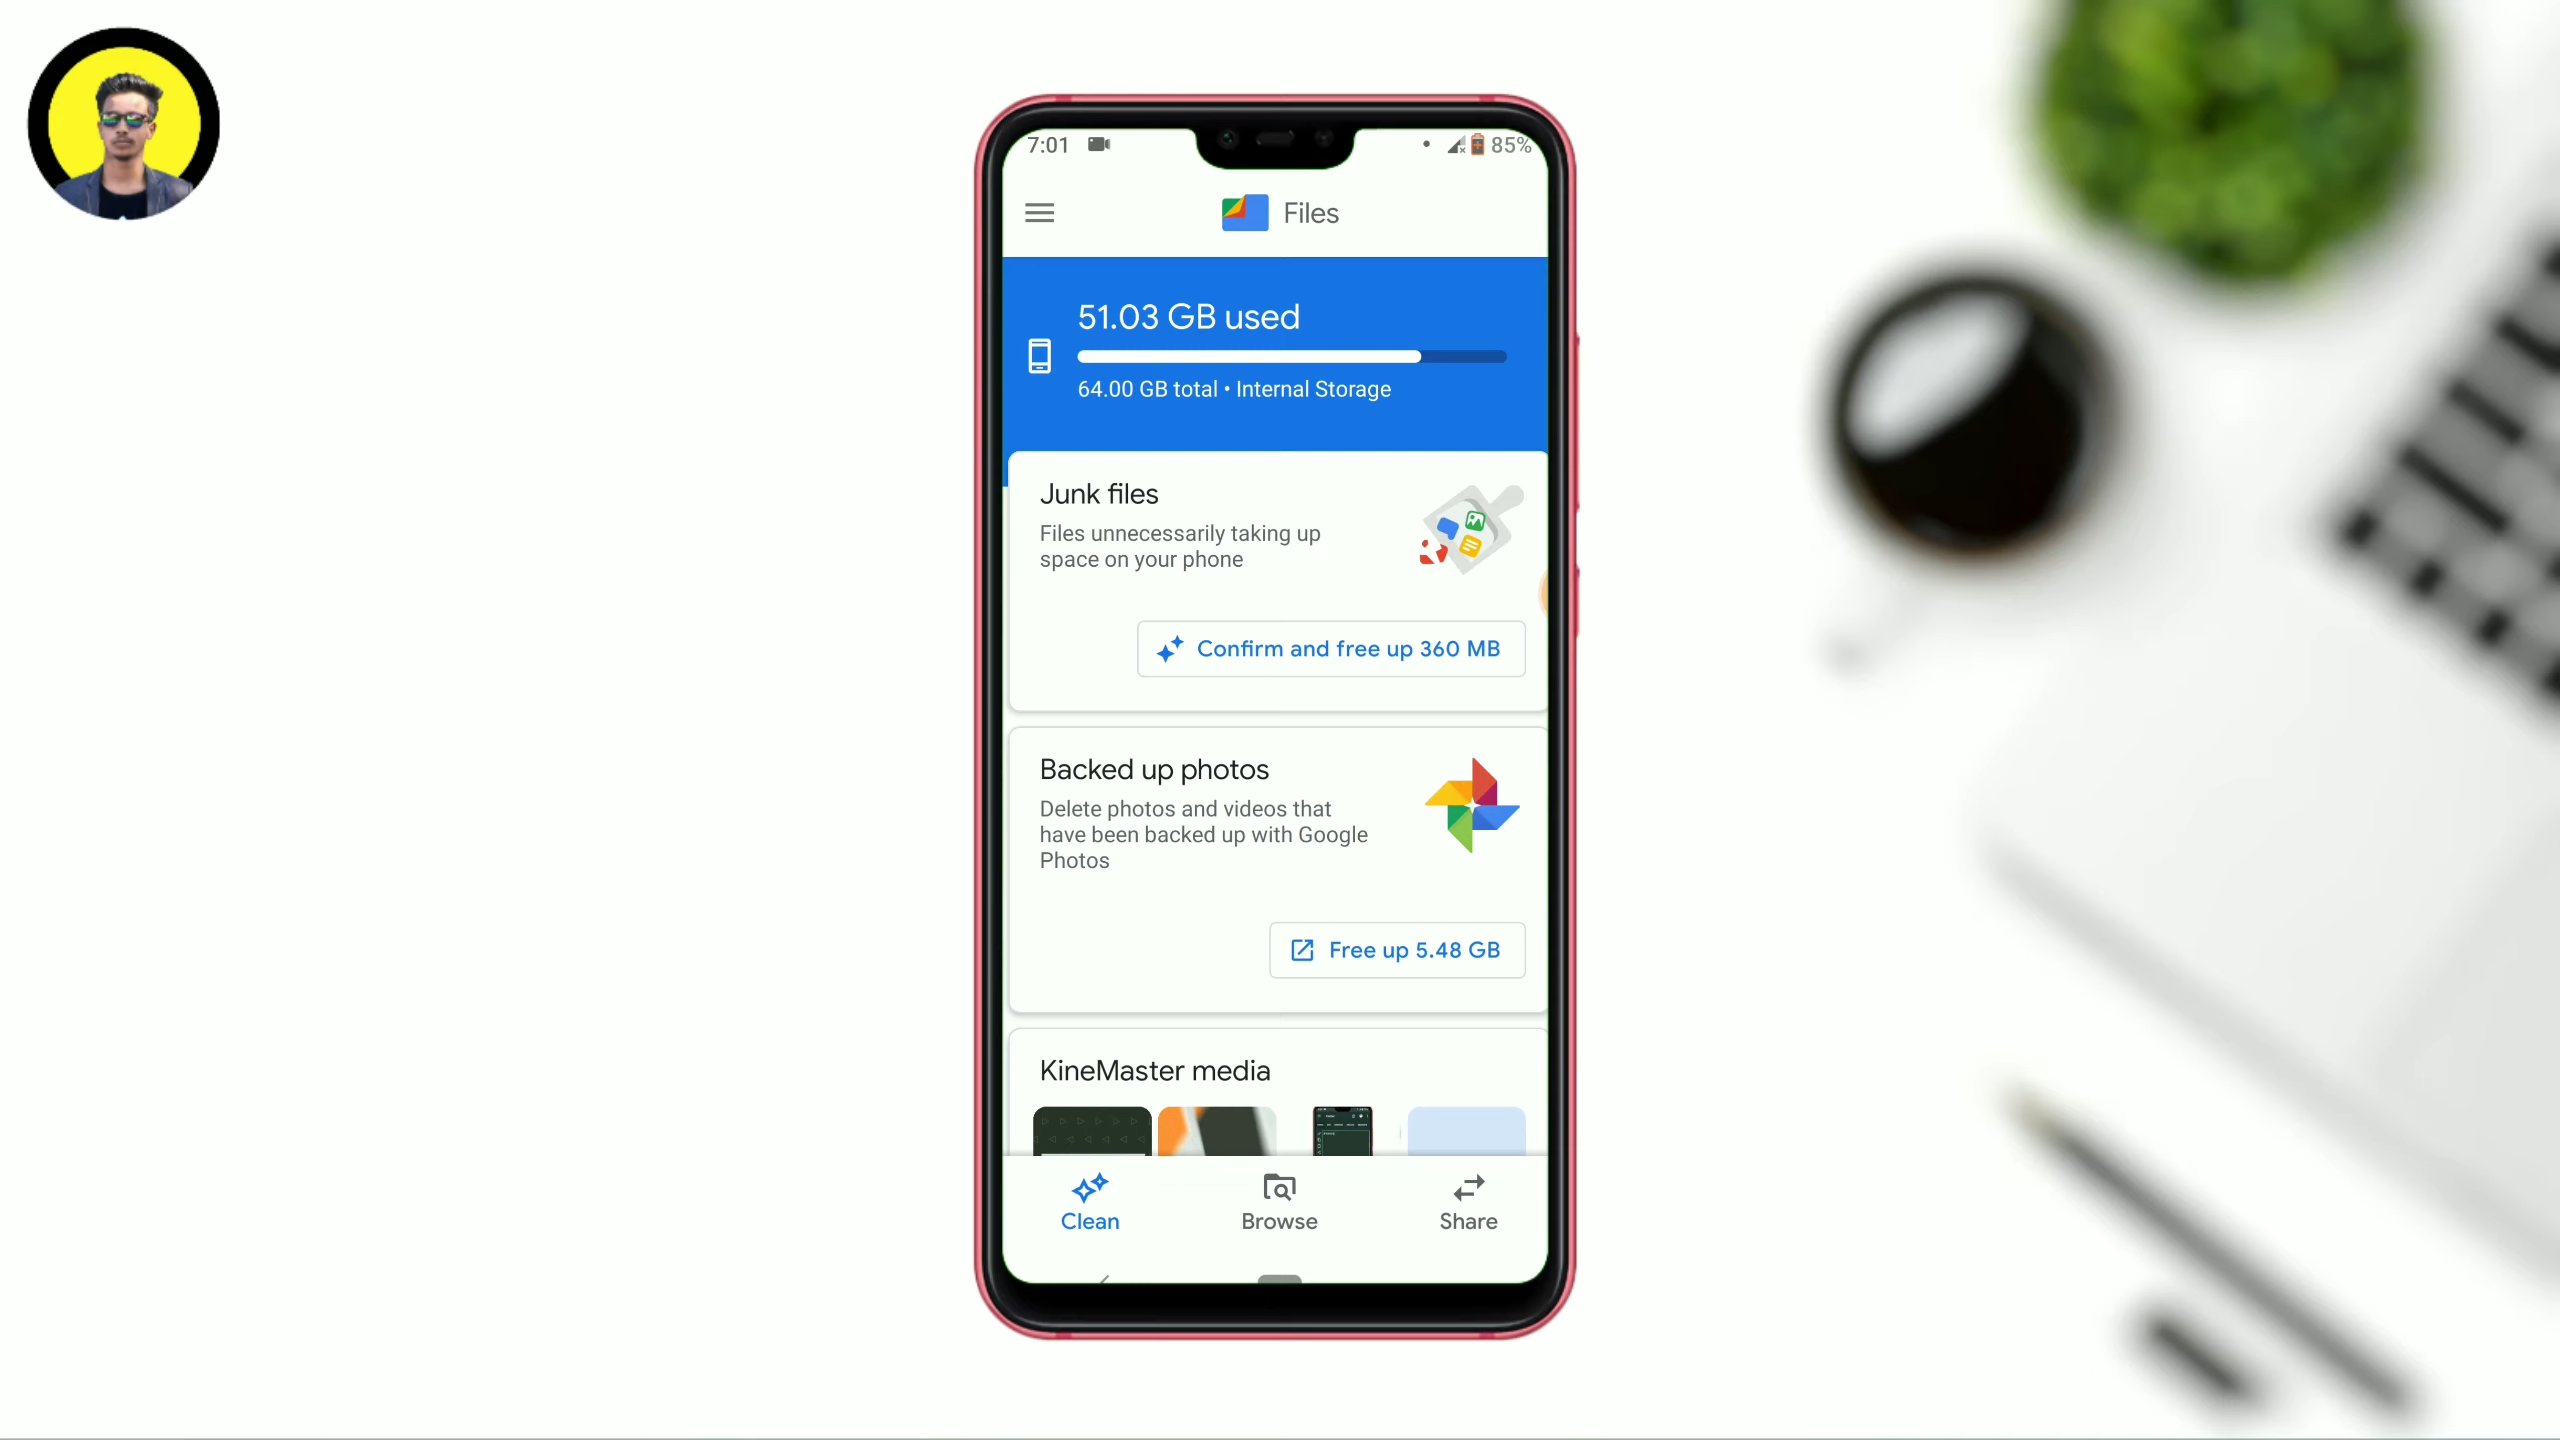 7:01
85%
Files
51.03 GB used
64.00 GB total • Internal Storage
Junk files
Files unnecessarily taking up
space on your phone
Confirm and free up 360 MB
Backed up photos
Delete photos and videos that
have been backed up with Google
Photos
Free up 5.48 GB
KineMaster media
Clean
Browse
Share